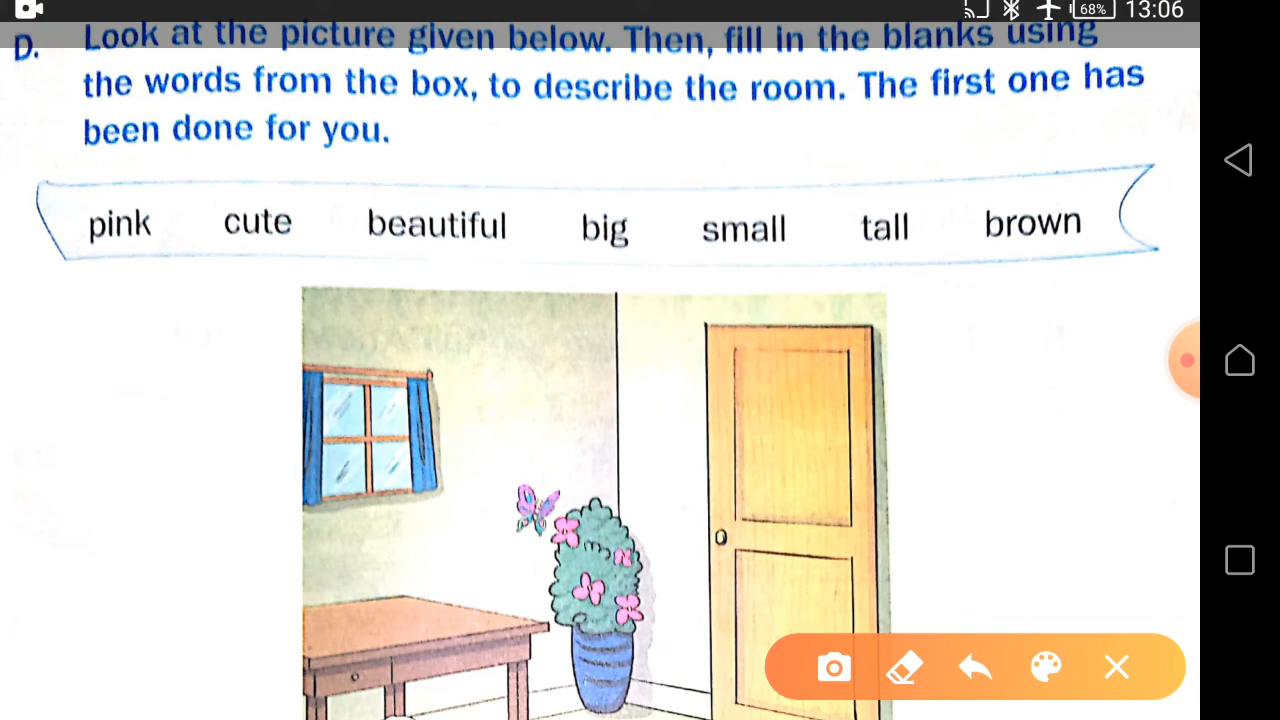 68% 13:06
D. Look at the picture given below. Then, fill in the blanks using
the words from the box, to describe the room. The first one has
been done for you.
pink cute beautiful big small tall brown